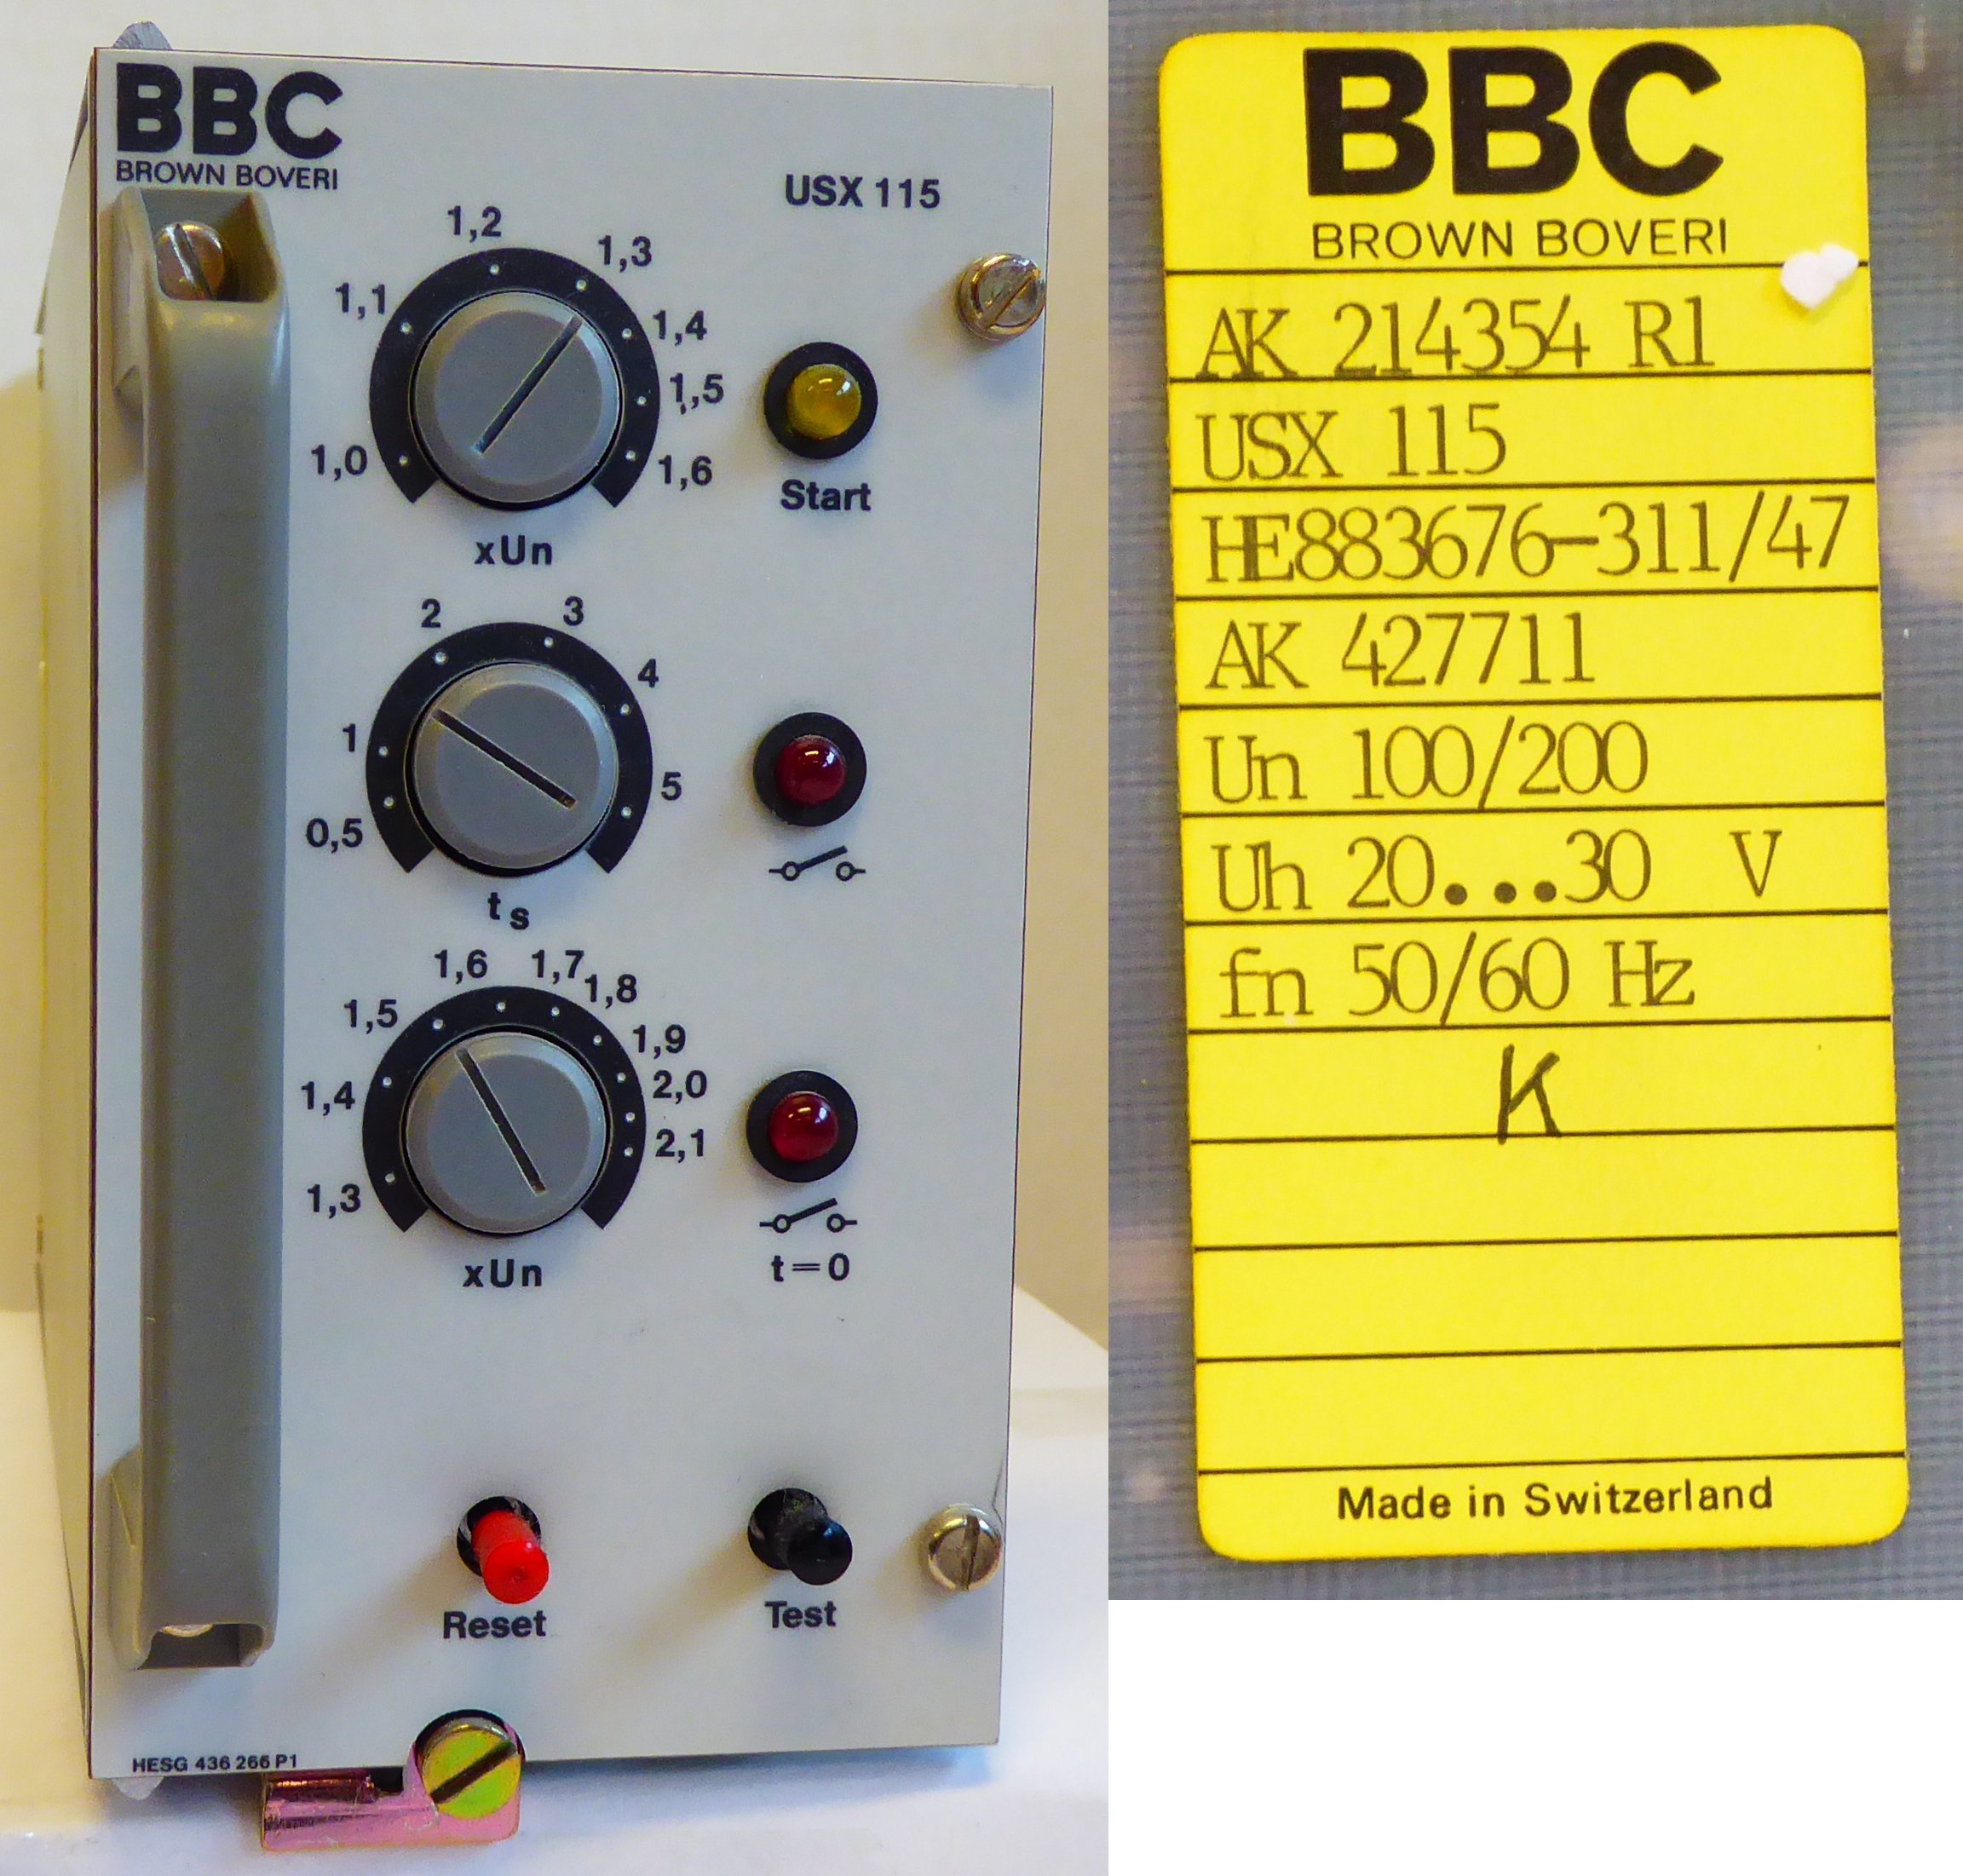 BBC
BROWN BOVERI
USX 115
1,0
1,1
1,2
1,3
1,4
1,5
1,6
xUn
Start
0,5
1
2
3
4
5
ts
1,3
1,4
1,5
1,6
1,7
1,8
1,9
2,0
2,1
xUn
t=0
Reset
Test
HESG 436 266 P1
BBC
BROWN BOVERI
AK 214354 R1
USX 115
HE883676-311/47
AK 427711
Un 100/200
Uh 20...30 V
fn 50/60 Hz
K
Made in Switzerland